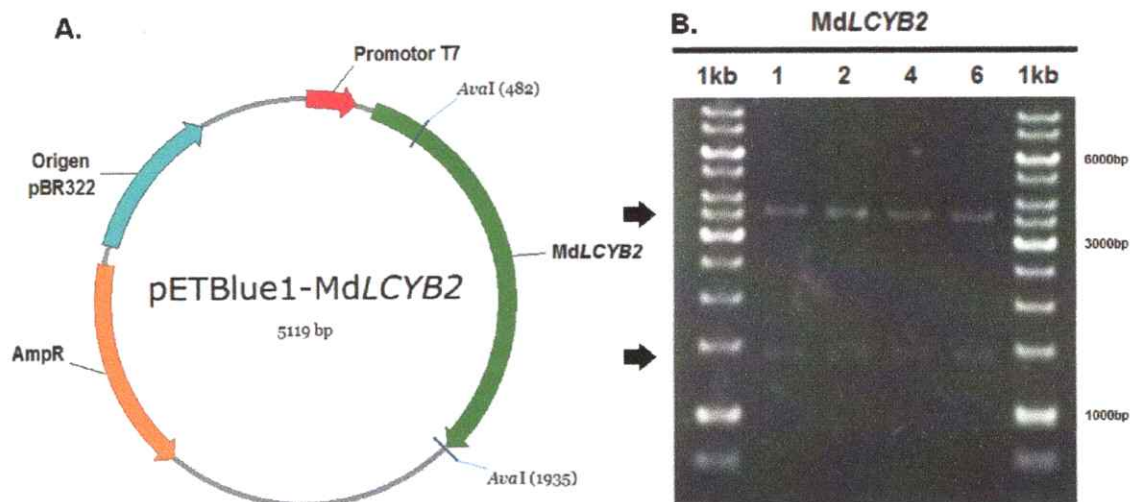 A.
Promotor T7
AvaI (482)
Origen
pBR322
MdLCYB2
pETBlue1-MdLCYB2
5119 bp
AmpR
AvaI (1935)
B.
MdLCYB2
1kb 1 2 4 6 1kb
6000bp
3000bp
1000bp